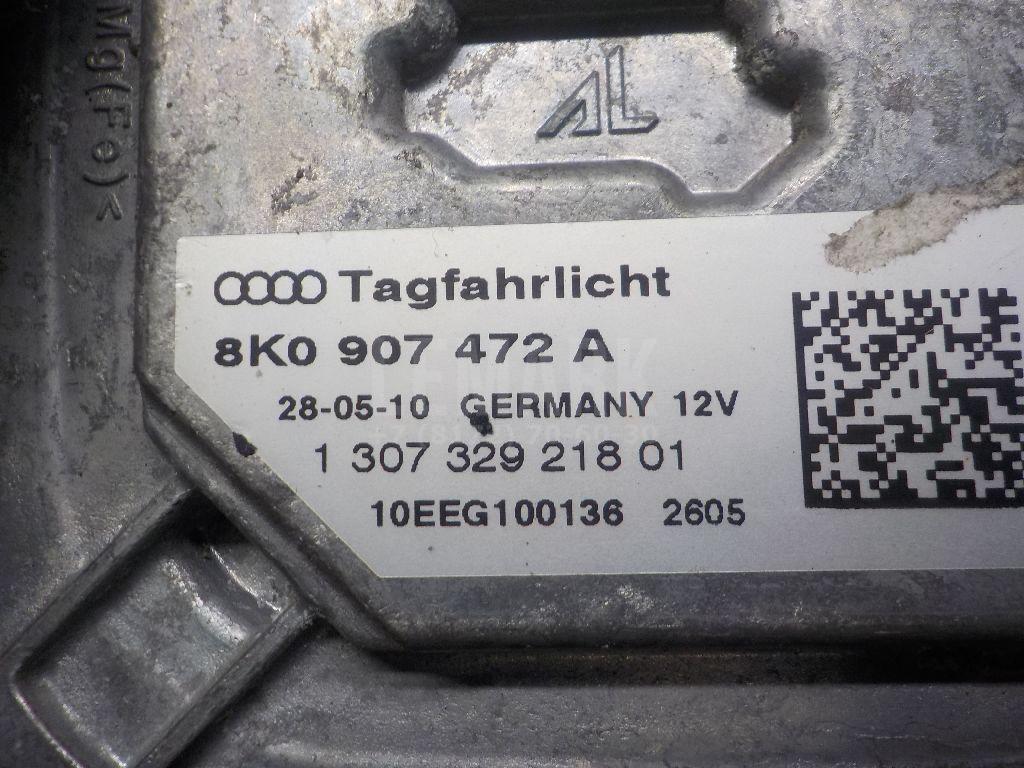 Mg(Fe)<
AL
Tagfahrlicht
8K0 907 472 A
LEMARK
28-05-10 GERMANY 12V
1 307 329 218 01
10EEG100136 2605